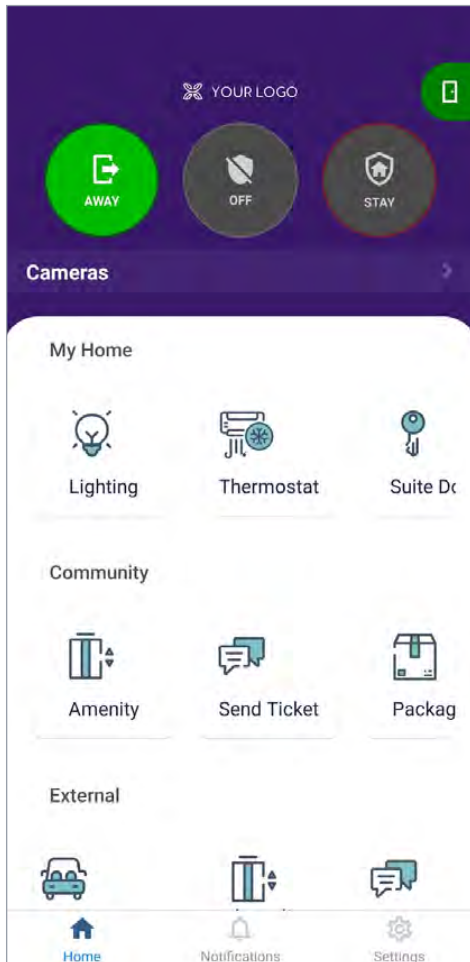 YOUR LOGO
AWAY
OFF
STAY
Cameras
My Home
Lighting
Thermostat
Suite Do
Community
Amenity
Send Ticket
Packag
External
Home
Notifications
Settings